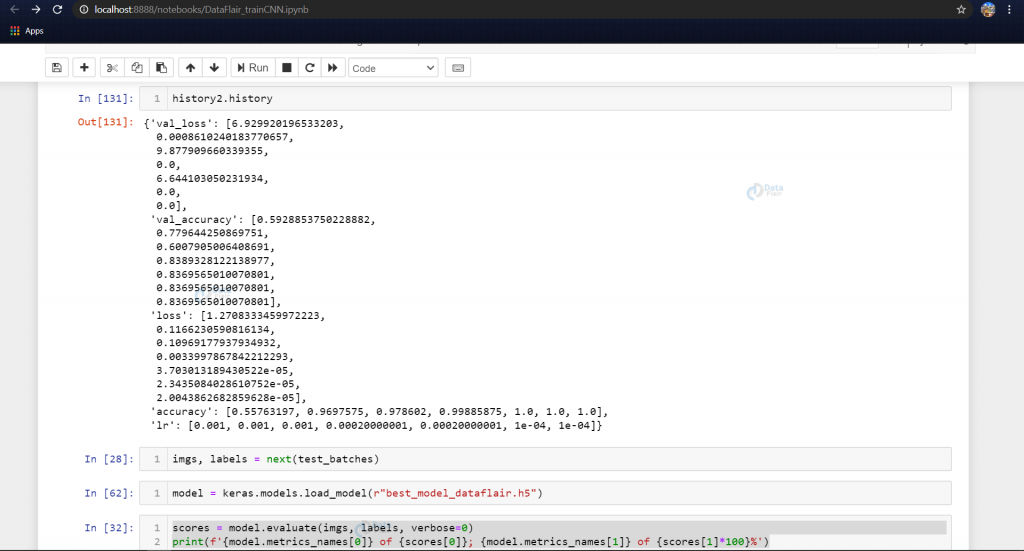 localhost:8888/notebooks/DataFlair_trainCNN.ipynb
Apps
Run
Code
In [131]:
1 history2.history
Out[131]:
{'val_loss': [6.929920196533203,
0.0008610240183770657,
9.877909660339355,
0.0,
6.644103050231934,
0.0,
0.0],
'val_accuracy': [0.5928853750228882,
0.779644250869751,
0.6007905006408691,
0.8389328122138977,
0.8369565010070801,
0.8369565010070801,
0.8369565010070801],
'loss': [1.2708333459972223,
0.1166230590816134,
0.10969177937934932,
0.0033997867842212293,
3.703013189430522e-05,
2.3435084028610752e-05,
2.0043862682859628e-05],
'accuracy': [0.55763197, 0.9697575, 0.978602, 0.99885875, 1.0, 1.0, 1.0],
'lr': [0.001, 0.001, 0.001, 0.00020000001, 0.00020000001, 1e-04, 1e-04]}
Data
Flair
In [28]:
1 imgs, labels = next(test_batches)
In [62]:
1 model = keras.models.load_model(r"best_model_dataflair.h5")
In [32]:
1 scores = model.evaluate(imgs, labels, verbose=0)
2 print(f'{model.metrics_names[0]} of {scores[0]}; {model.metrics_names[1]} of {scores[1]*100}%')